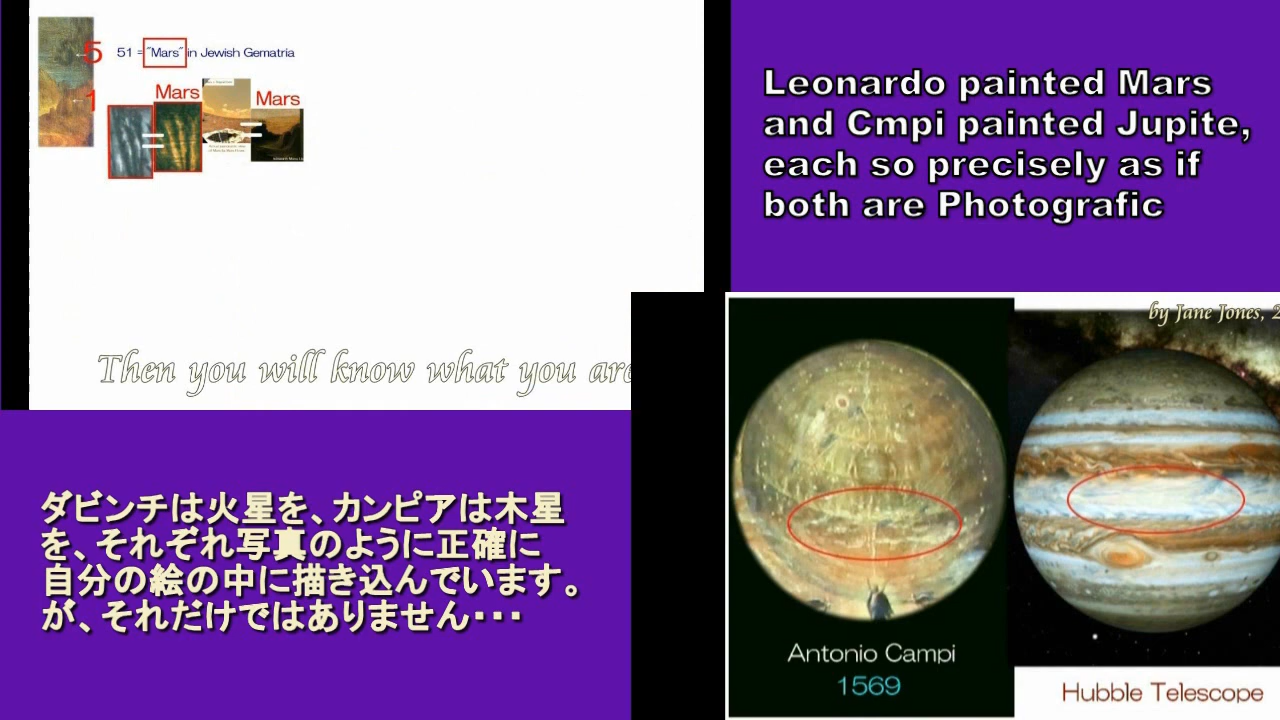 5
51 = "Mars" in Jewish Gematria
1
Mars
Mars
Then you will know what you are
Leonardo painted Mars
and Cmpi painted Jupite,
each so precisely as if
both are Photografic
ダビンチは火星を、カンピアは木星
を、それぞれ写真のように正確に
自分の絵の中に描き込んでいます。
が、それだけではありません・・・
by Jane Jones, 2
Antonio Campi
1569
Hubble Telescope